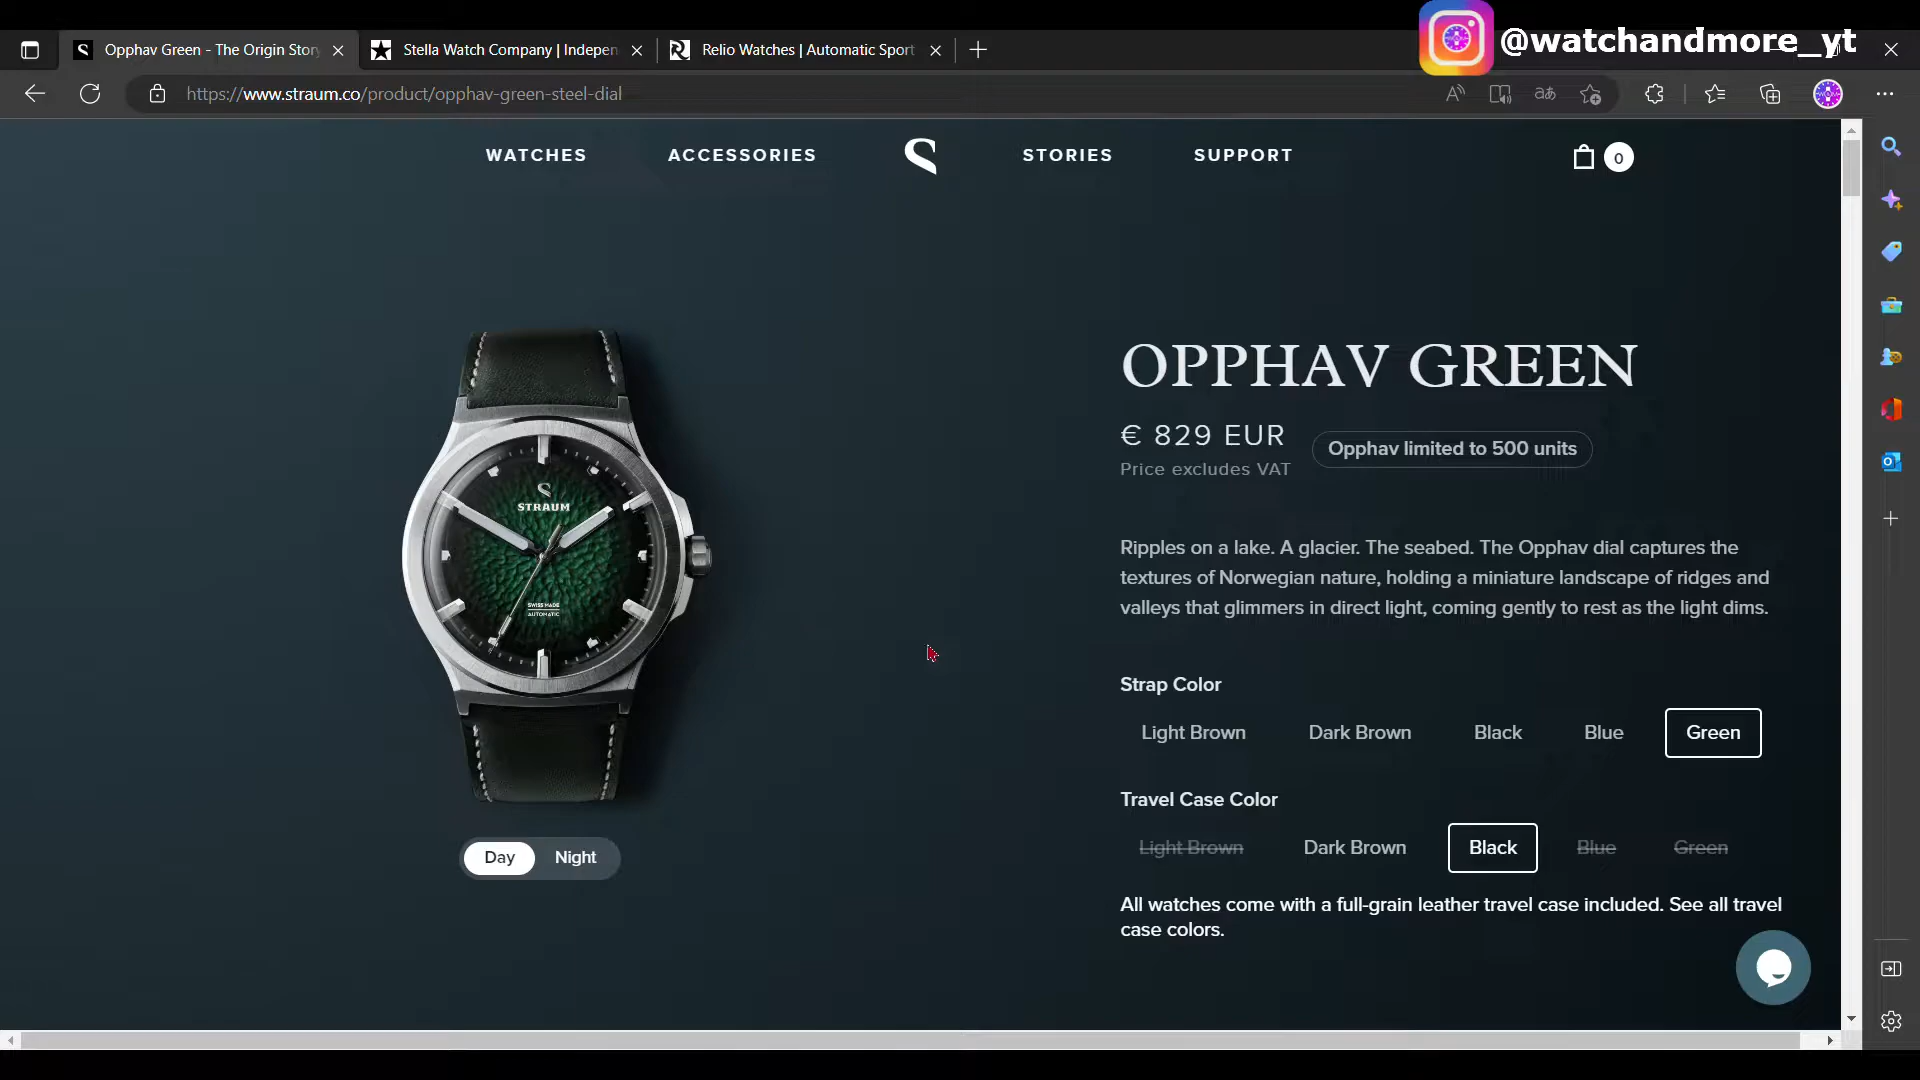 @watchandmore_yt
Opphav Green - The Origin Story
Stella Watch Company | Indepen
Relio Watches | Automatic Sport
https://www.straum.co/product/opphav-green-steel-dial
WATCHES
ACCESSORIES
STORIES
SUPPORT
0
STRAUM
SWISS MADE
AUTOMATIC
Day
Night
OPPHAV GREEN
€ 829 EUR
Opphav limited to 500 units
Price excludes VAT
Ripples on a lake. A glacier. The seabed. The Opphav dial captures the
textures of Norwegian nature, holding a miniature landscape of ridges and
valleys that glimmers in direct light, coming gently to rest as the light dims.
Strap Color
Light Brown
Dark Brown
Black
Blue
Green
Travel Case Color
Light Brown
Dark Brown
Black
Blue
Green
All watches come with a full-grain leather travel case included. See all travel
case colors.